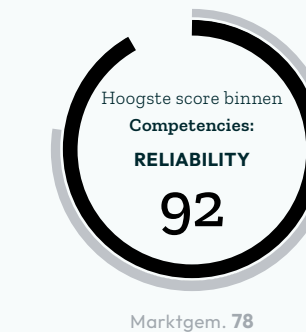 Hoogste score binnen
Competencies:
RELIABILITY
92
Marktgem. 78